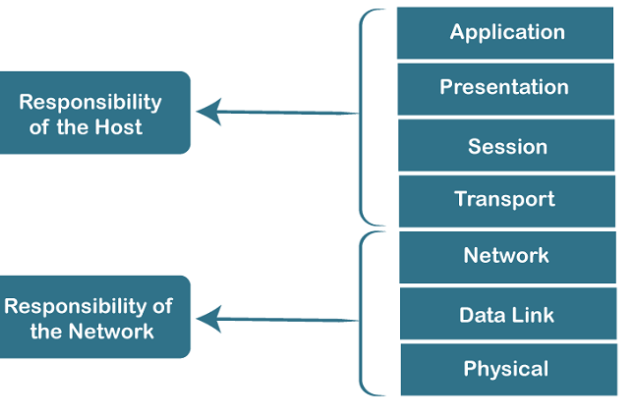 Application
Presentation
Responsibility
of the Host
Session
Transport
Network
Responsibility of
the Network
Data Link
Physical